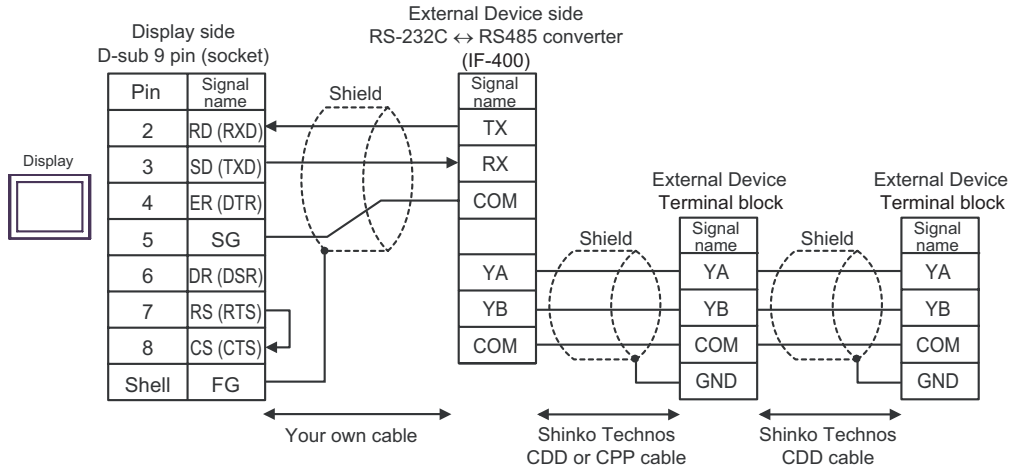 External Device side
RS-232C ↔ RS485 converter
(IF-400)
Display side
D-sub 9 pin (socket)
Display
Pin
Signal
name
2
RD (RXD)
3
SD (TXD)
4
ER (DTR)
5
SG
6
DR (DSR)
7
RS (RTS)
8
CS (CTS)
Shell
FG
Shield
Signal
name
TX
RX
COM
YA
YB
COM
Shield
External Device
Terminal block
Signal
name
YA
YB
COM
GND
Shield
External Device
Terminal block
Signal
name
YA
YB
COM
GND
Your own cable
Shinko Technos
CDD or CPP cable
Shinko Technos
CDD cable